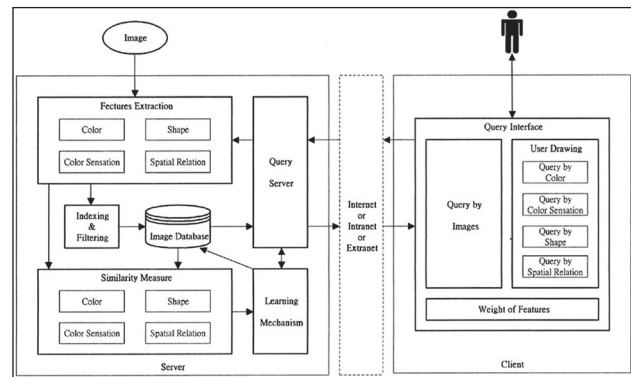 Image
Fectures Extraction
Color
Shape
Color Sensation
Spatial Relation
Indexing
&
Filtering
Image Database
Query
Server
Similarity Measure
Color
Shape
Color Sensation
Spatial Relation
Learning
Mechanism
Server
Internet
or
Intranet
or
Extranet
Query Interface
Query by
Images
User Drawing
Query by
Color
Query by
Color Sensation
Query by
Shape
Query by
Spatial Relation
Weight of Features
Client